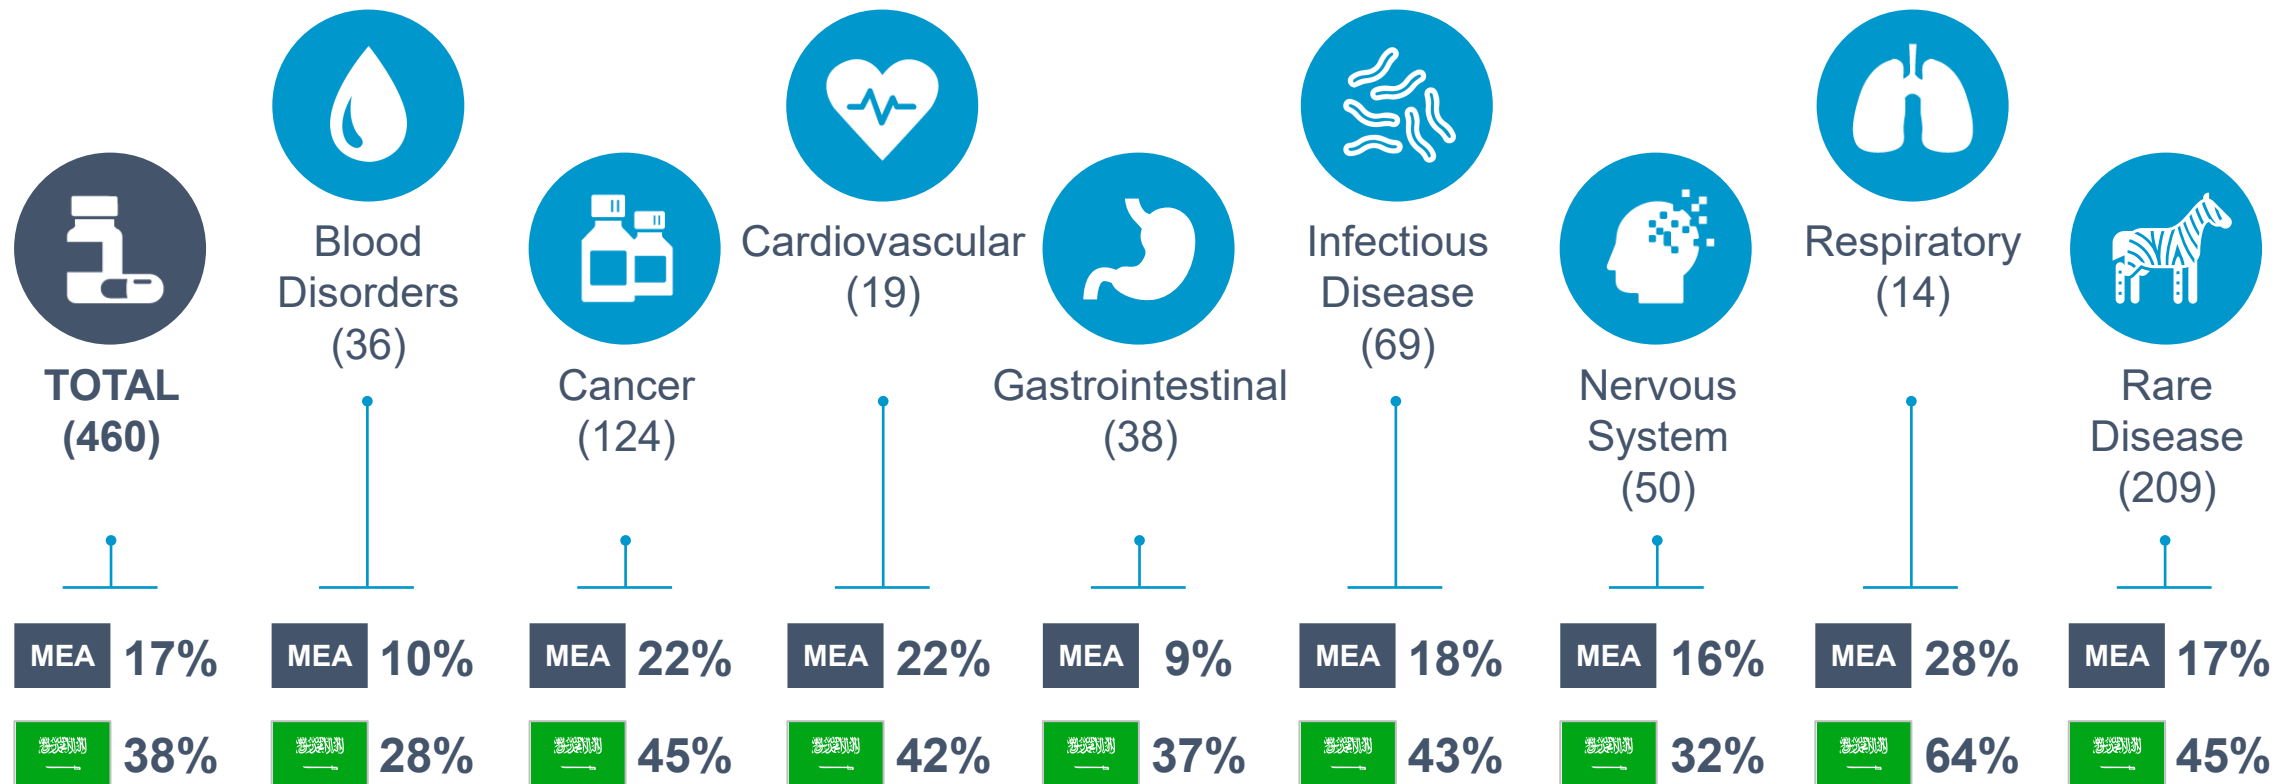 TOTAL
(460)
MEA 17%
38%
Blood
Disorders
(36)
MEA 10%
28%
Cancer
(124)
MEA 22%
45%
Cardiovascular
(19)
MEA 22%
42%
Gastrointestinal
(38)
MEA 9%
37%
Infectious
Disease
(69)
MEA 18%
43%
Nervous
System
(50)
MEA 16%
32%
Respiratory
(14)
MEA 28%
64%
Rare
Disease
(209)
MEA 17%
45%